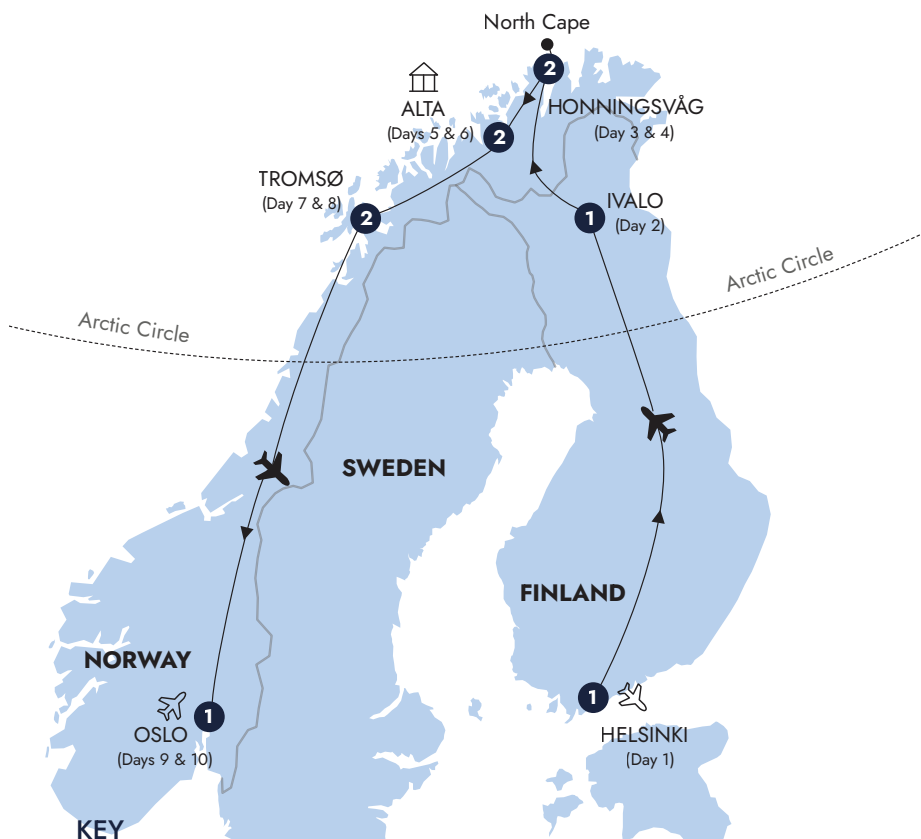 North Cape
2
ALTA
(Days 5 & 6)
2
HONNINGSVÅG
(Day 3 & 4)
TROMSØ
(Day 7 & 8)
2
IVALO
1
(Day 2)
Arctic Circle
Arctic Circle
SWEDEN
FINLAND
NORWAY
1
OSLO
(Days 9 & 10)
1
HELSINKI
(Day 1)
KEY